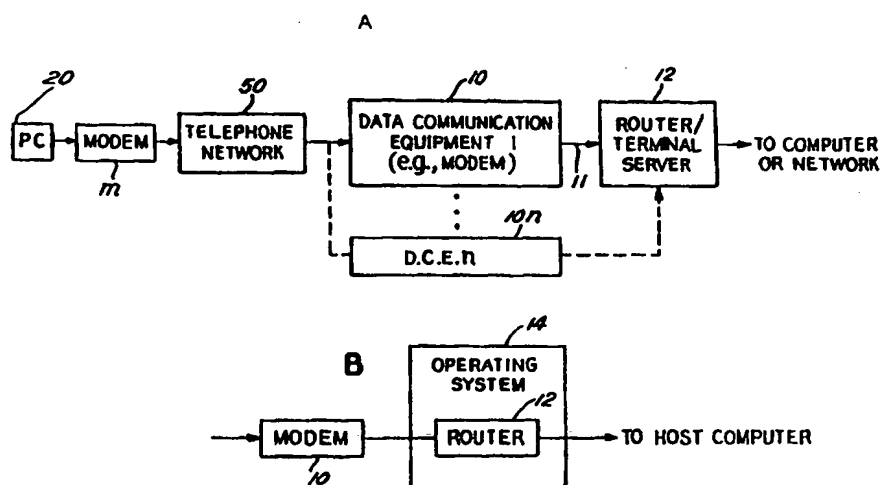 A
20
50
10
12
PC
MODEM
TELEPHONE
NETWORK
DATA COMMUNICATION
EQUIPMENT 1
(e.g., MODEM)
ROUTER/
TERMINAL
SERVER
TO COMPUTER
OR NETWORK
m
11
10n
D.C.E.n
14
B
OPERATING
SYSTEM
12
MODEM
ROUTER
TO HOST COMPUTER
10